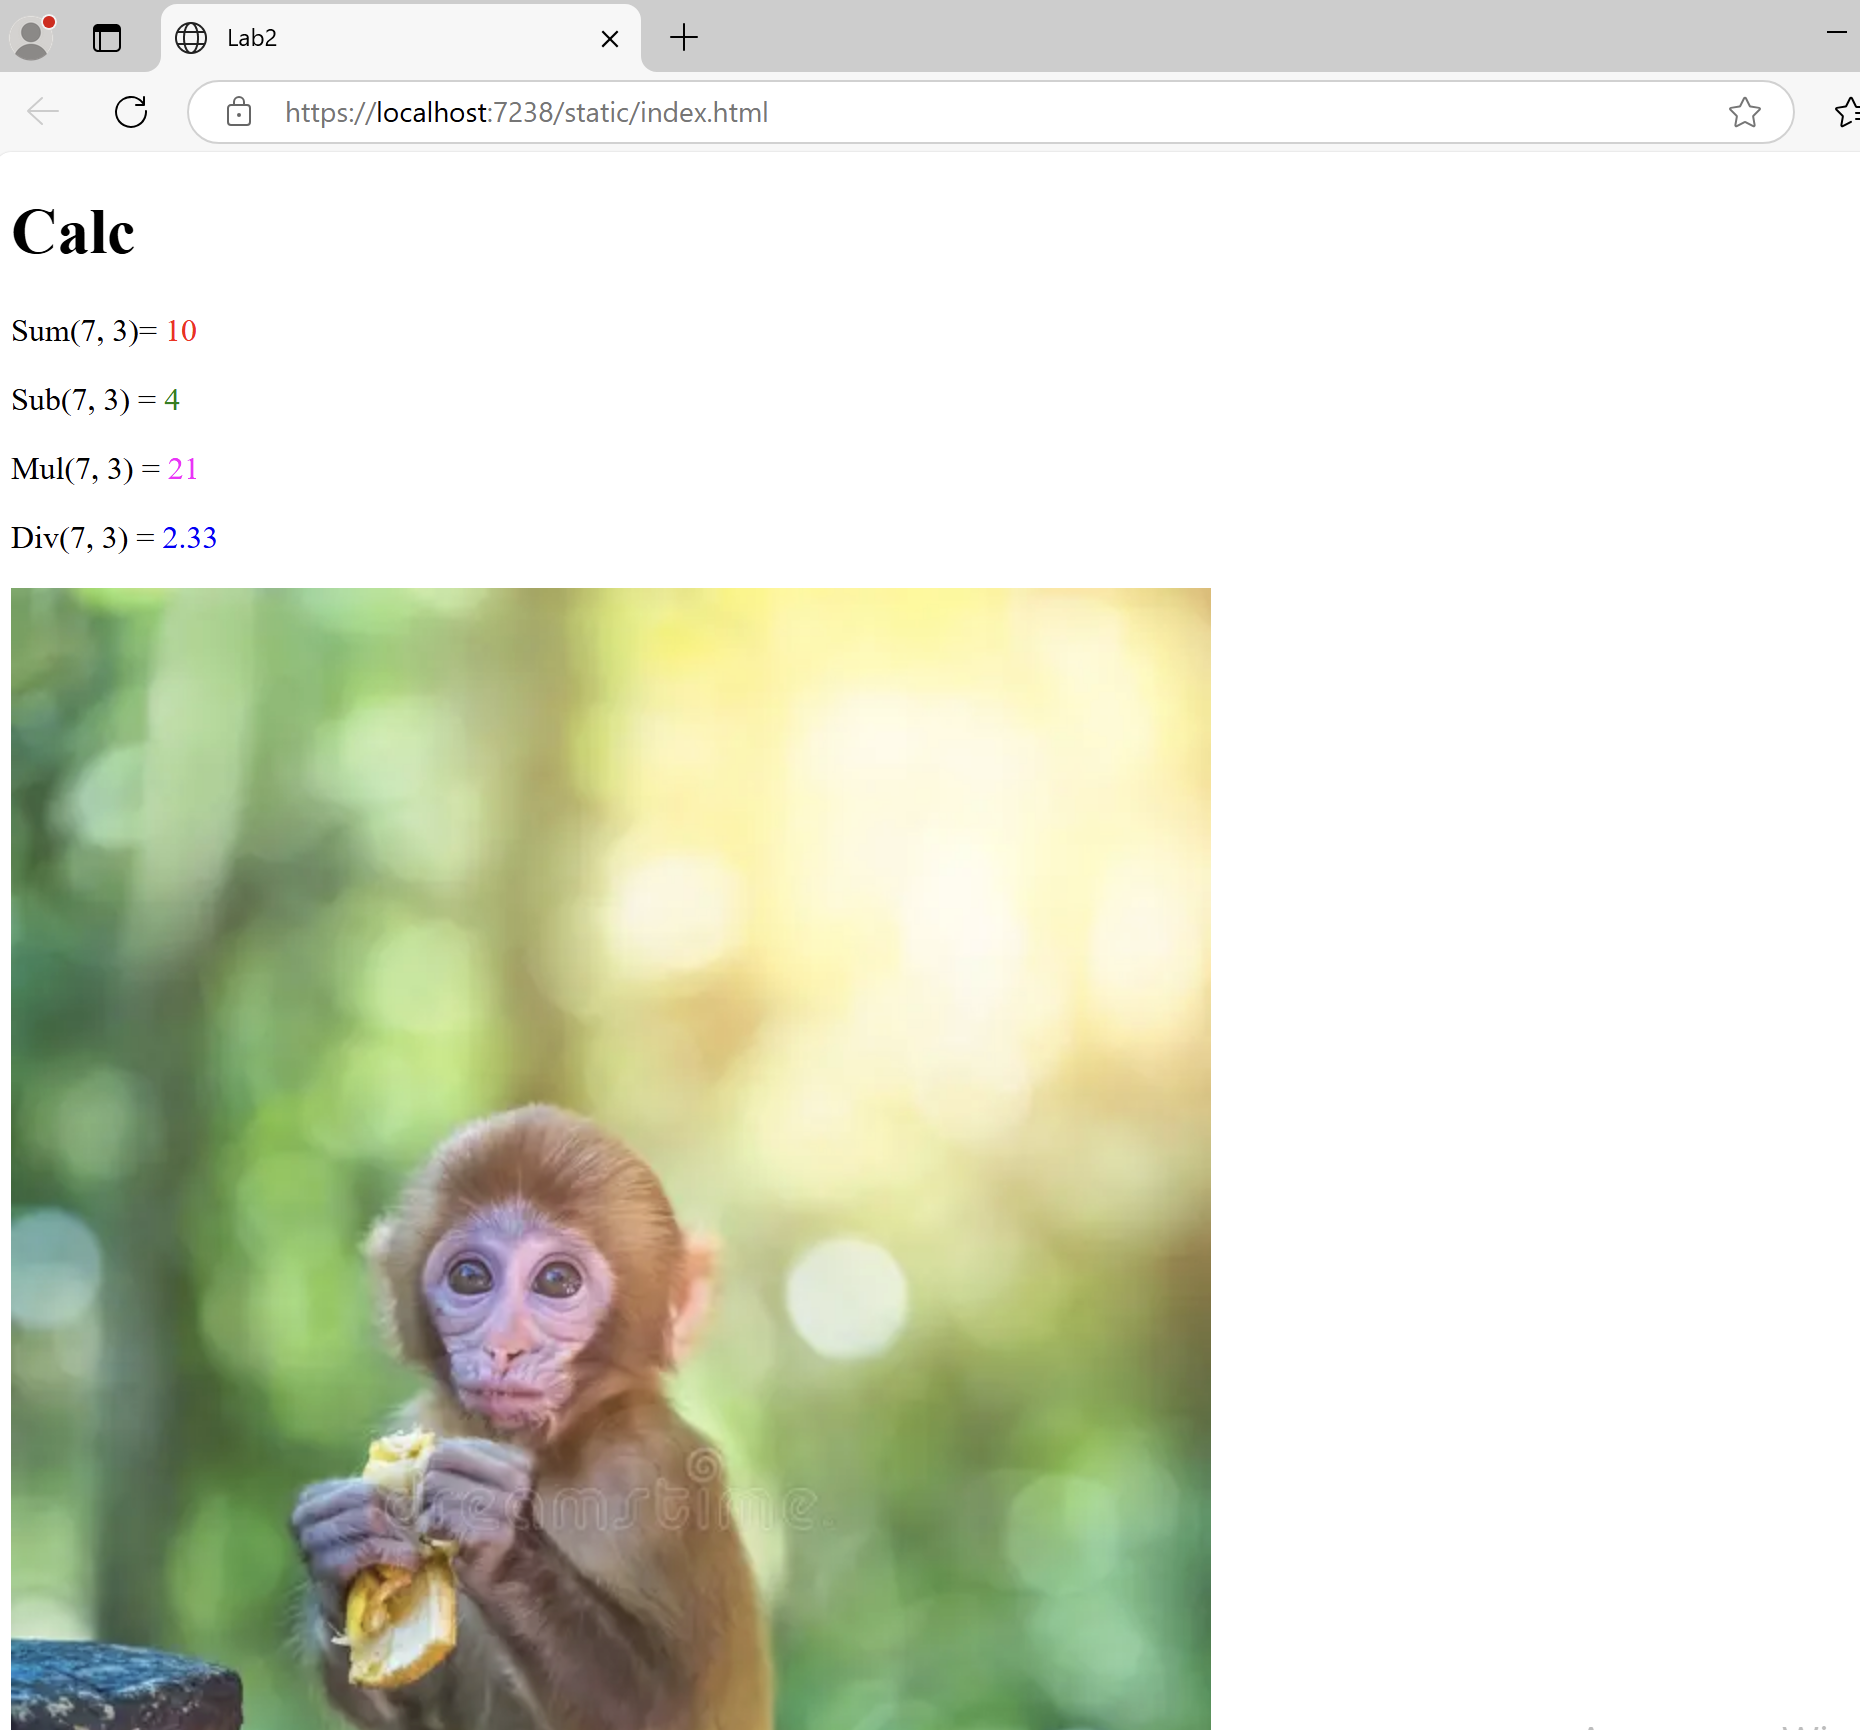 Lab2
https://localhost:7238/static/index.html
Calc
Sum(7, 3)= 10
Sub(7, 3) = 4
Mul(7, 3) = 21
Div(7, 3) = 2.33
dreamstime